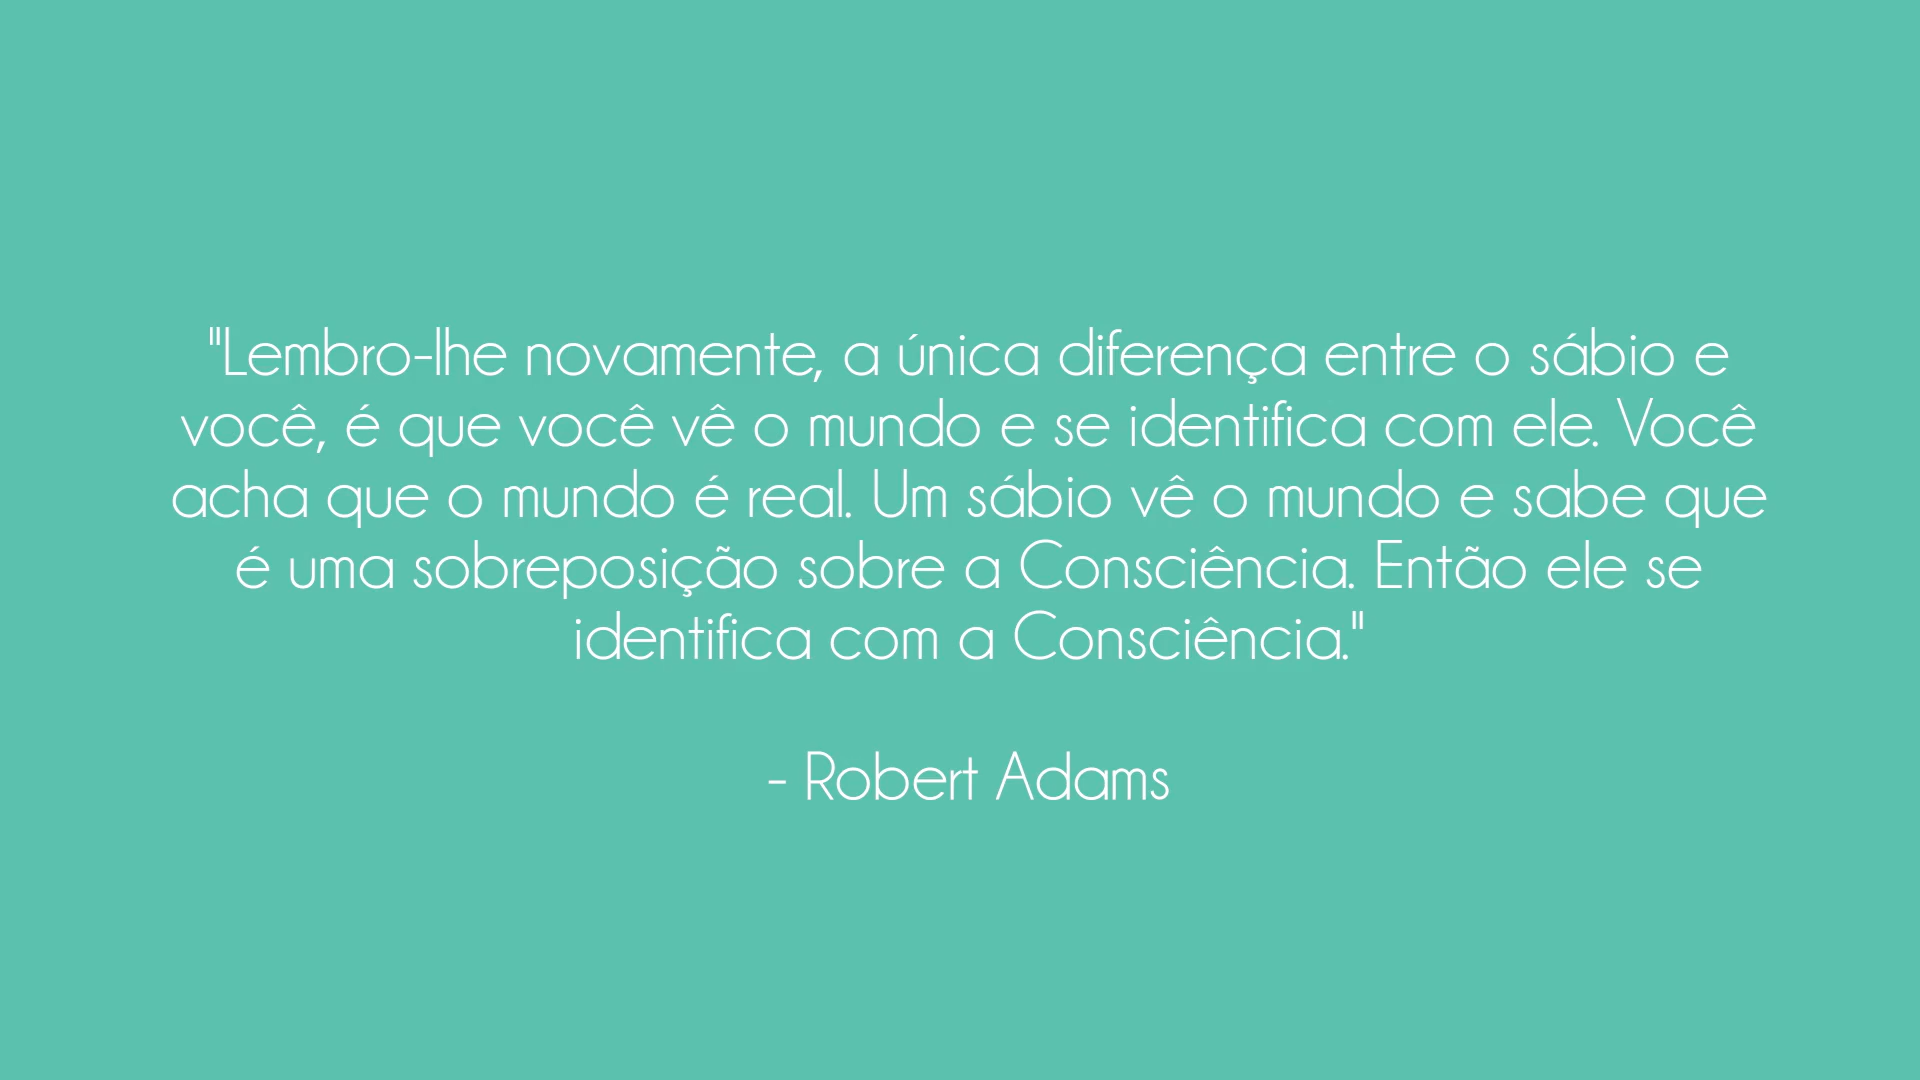 "Lembro-lhe novamente, a única diferença entre o sábio e
você, é que você vê o mundo e se identifica com ele. Você
acha que o mundo é real. Um sábio vê o mundo e sabe que
é uma sobreposição sobre a Consciência. Então ele se
identifica com a Consciência."
- Robert Adams